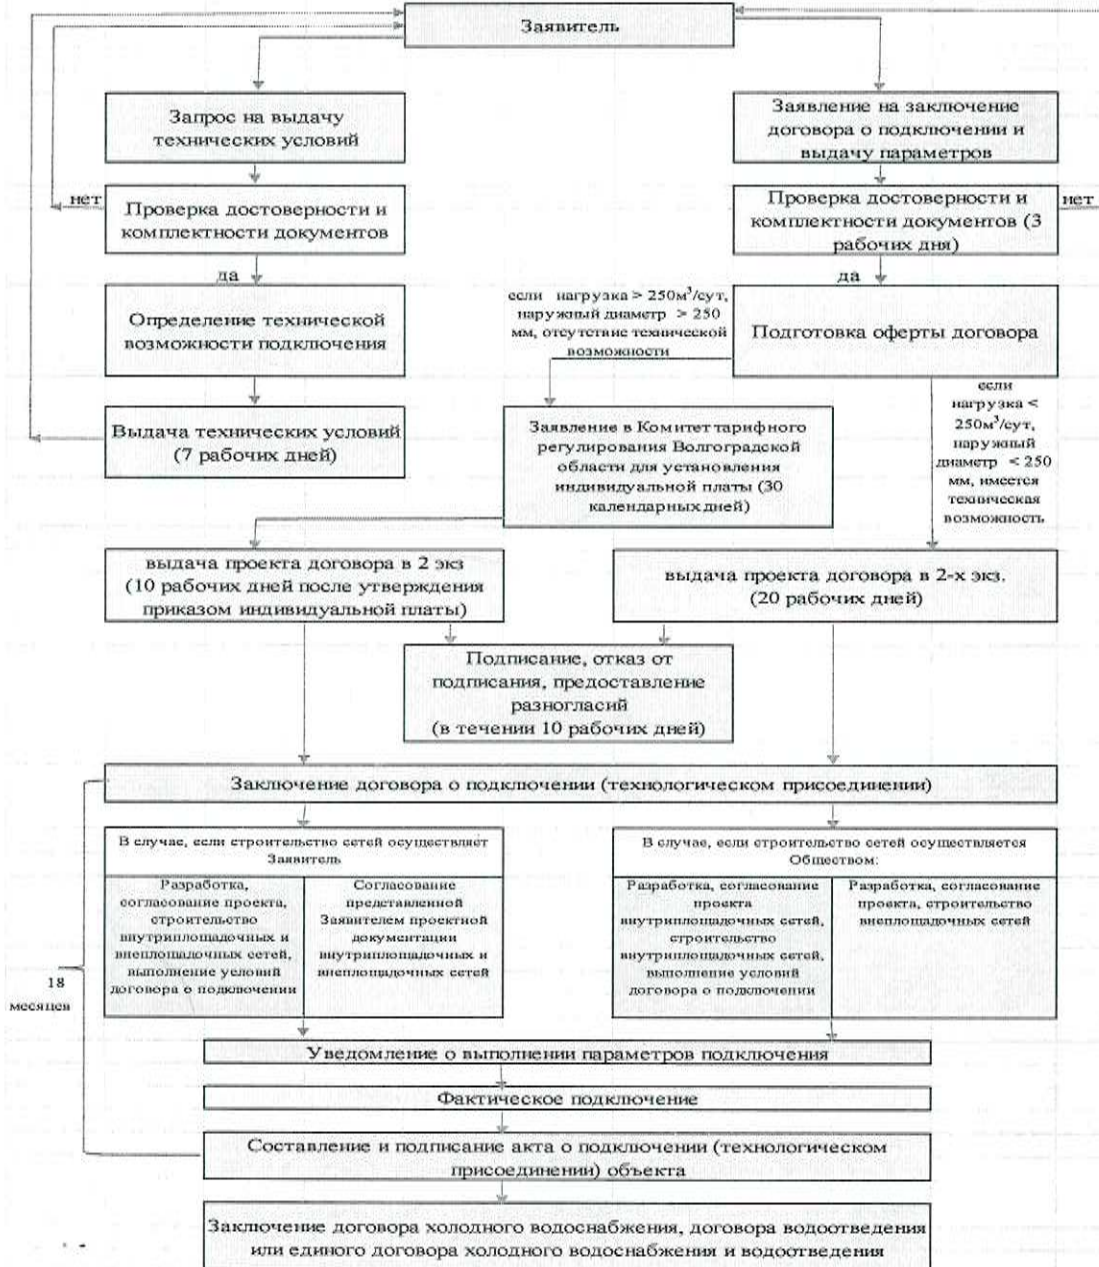 Заявитель
Запрос на выдачу
технических условий
Заявление на заключение
договора о подключении и
выдачу параметров
нет
Проверка достоверности и
комплектности документов
Проверка достоверности и
комплектности документов (3
рабочих дня)
нет
да
да
Определение технической
возможности подключения
если нагрузка > 250м³/сут,
наружный диаметр > 250
мм, отсутствие технической
возможности
Подготовка оферты договора
если
нагрузка <
250м³/сут,
наружный
диаметр < 250
мм, имеется
техническая
возможность
Выдача технических условий
(7 рабочих дней)
Заявление в Комитет тарифного
регулирования Волгоградской
области для установления
индивидуальной платы (30
календарных дней)
выдача проекта договора в 2 экз
(10 рабочих дней после утверждения
приказом индивидуальной платы)
выдача проекта договора в 2-х экз.
(20 рабочих дней)
Подписание, отказ от
подписания, предоставление
разногласий
(в течении 10 рабочих дней)
Заключение договора о подключении (технологическом присоединении)
В случае, если строительство сетей осуществляет
Заявитель
Разработка,
согласование проекта,
строительство
внутриплощадочных и
внеплощадочных сетей,
выполнение условий
договора о подключении
Согласование
представленной
Заявителем проектной
документации
внутриплощадочных и
внеплощадочных сетей
В случае, если строительство сетей осуществляется
Обществом:
Разработка, согласование
проекта
внутриплощадочных сетей,
строительство
внутриплощадочных сетей,
выполнение условий
договора о подключении
Разработка, согласование
проекта, строительство
внеплощадочных сетей
18
месяцев
Уведомление о выполнении параметров подключения
Фактическое подключение
Составление и подписание акта о подключении (технологическом
присоединении) объекта
Заключение договора холодного водоснабжения, договора водоотведения
или единого договора холодного водоснабжения и водоотведения